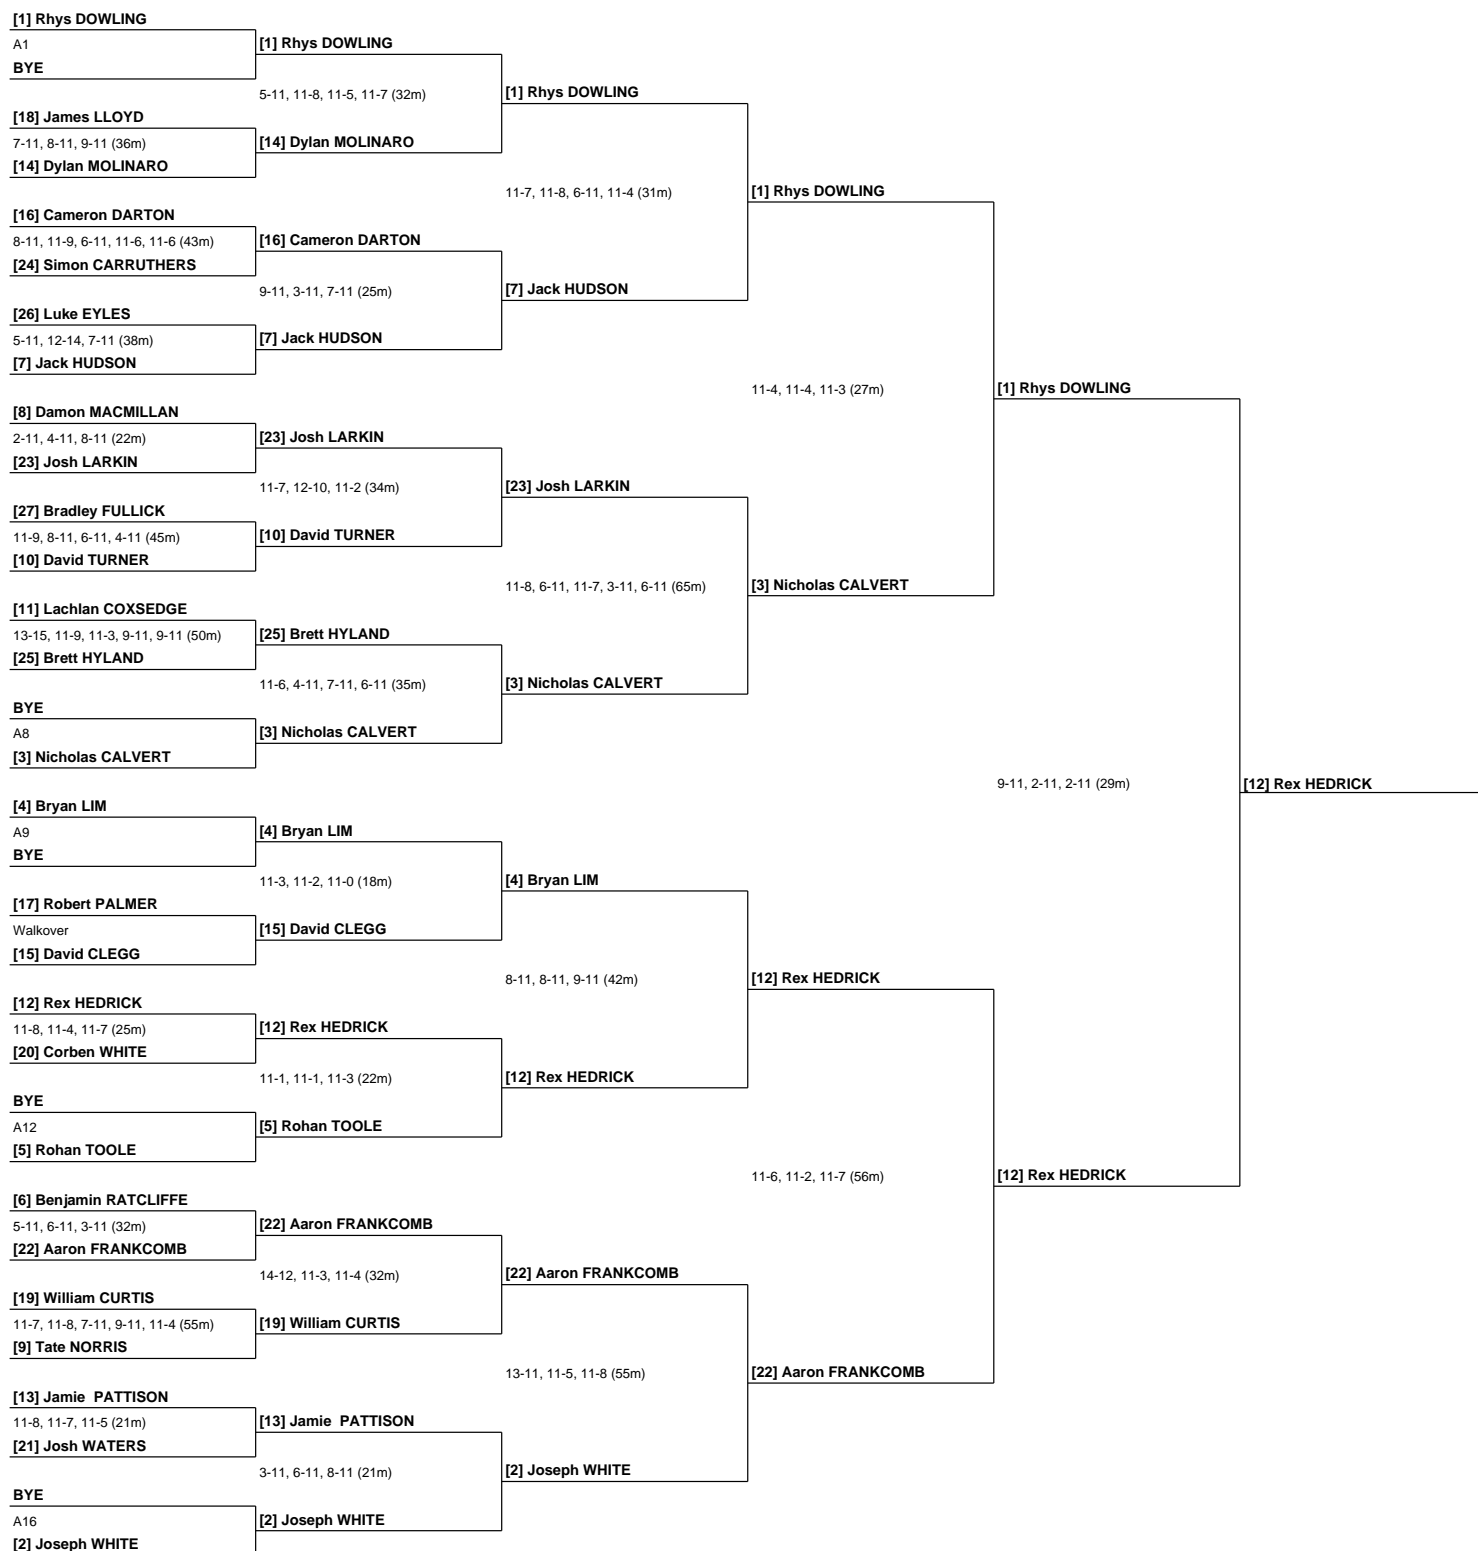 [1] Rhys DOWLING
A1
BYE
[18] James LLOYD
7-11, 8-11, 9-11 (36m)
[14] Dylan MOLINARO
[16] Cameron DARTON
8-11, 11-9, 6-11, 11-6, 11-6 (43m)
[24] Simon CARRUTHERS
[26] Luke EYLES
5-11, 12-14, 7-11 (38m)
[7] Jack HUDSON
[8] Damon MACMILLAN
2-11, 4-11, 8-11 (22m)
[23] Josh LARKIN
[27] Bradley FULLICK
11-9, 8-11, 6-11, 4-11 (45m)
[10] David TURNER
[11] Lachlan COXSEDGE
13-15, 11-9, 11-3, 9-11, 9-11 (50m)
[25] Brett HYLAND
BYE
A8
[3] Nicholas CALVERT
[4] Bryan LIM
A9
BYE
[17] Robert PALMER
Walkover
[15] David CLEGG
[12] Rex HEDRICK
11-8, 11-4, 11-7 (25m)
[20] Corben WHITE
BYE
A12
[5] Rohan TOOLE
[6] Benjamin RATCLIFFE
5-11, 6-11, 3-11 (32m)
[22] Aaron FRANKCOMB
[19] William CURTIS
11-7, 11-8, 7-11, 9-11, 11-4 (55m)
[9] Tate NORRIS
[13] Jamie  PATTISON
11-8, 11-7, 11-5 (21m)
[21] Josh WATERS
BYE
A16
[2] Joseph WHITE
[1] Rhys DOWLING
5-11, 11-8, 11-5, 11-7 (32m)
[14] Dylan MOLINARO
[16] Cameron DARTON
9-11, 3-11, 7-11 (25m)
[7] Jack HUDSON
[23] Josh LARKIN
11-7, 12-10, 11-2 (34m)
[10] David TURNER
[25] Brett HYLAND
11-6, 4-11, 7-11, 6-11 (35m)
[3] Nicholas CALVERT
[4] Bryan LIM
11-3, 11-2, 11-0 (18m)
[15] David CLEGG
[12] Rex HEDRICK
11-1, 11-1, 11-3 (22m)
[5] Rohan TOOLE
[22] Aaron FRANKCOMB
14-12, 11-3, 11-4 (32m)
[19] William CURTIS
[13] Jamie  PATTISON
3-11, 6-11, 8-11 (21m)
[2] Joseph WHITE
[1] Rhys DOWLING
11-7, 11-8, 6-11, 11-4 (31m)
[7] Jack HUDSON
[23] Josh LARKIN
11-8, 6-11, 11-7, 3-11, 6-11 (65m)
[3] Nicholas CALVERT
[4] Bryan LIM
8-11, 8-11, 9-11 (42m)
[12] Rex HEDRICK
[22] Aaron FRANKCOMB
13-11, 11-5, 11-8 (55m)
[2] Joseph WHITE
[1] Rhys DOWLING
11-4, 11-4, 11-3 (27m)
[3] Nicholas CALVERT
[12] Rex HEDRICK
11-6, 11-2, 11-7 (56m)
[22] Aaron FRANKCOMB
[1] Rhys DOWLING
9-11, 2-11, 2-11 (29m)
[12] Rex HEDRICK
[12] Rex HEDRICK